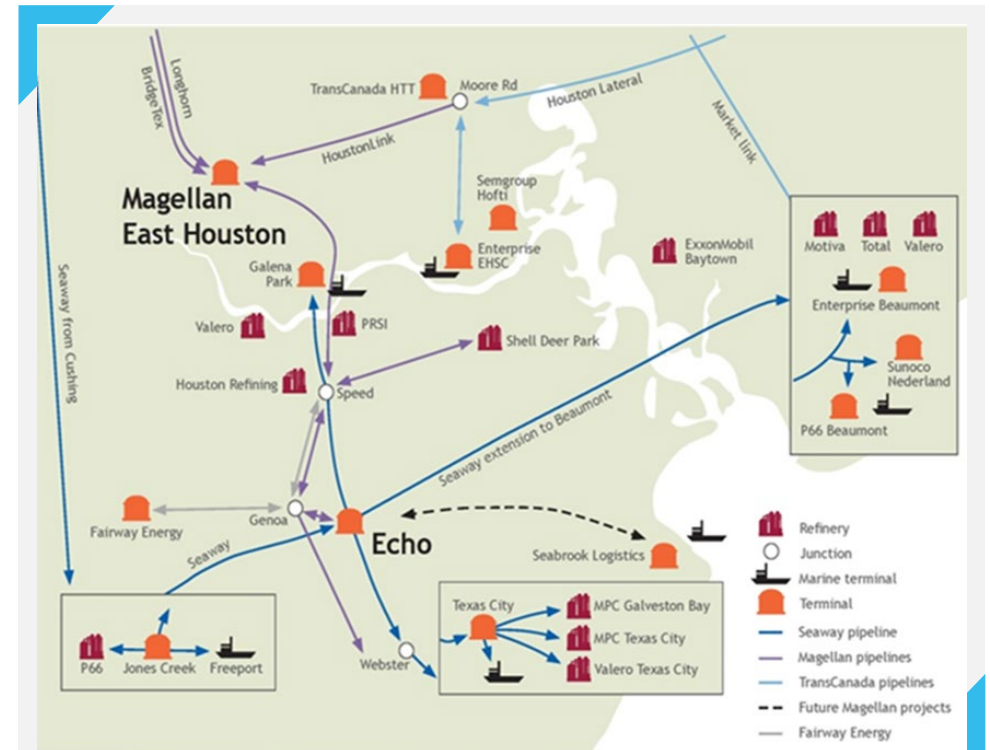 Longhorn
BridgeTex
TransCanada HTT
Moore Rd
Houston Lateral
Market link
HoustonLink
Magellan
East Houston
Semgroup
Hofti
Enterprise
EHSC
ExxonMobil
Baytown
Motiva
Total
Valero
Enterprise Beaumont
Sunoco
Nederland
P66 Beaumont
Galena
Park
Valero
PRSI
Shell Deer Park
Houston Refining
Speed
Seaway from Cushing
Seaway extension to Beaumont
Fairway Energy
Genoa
Echo
Seaway
Seabrook Logistics
P66
Jones Creek
Freeport
Webster
Texas City
MPC Galveston Bay
MPC Texas City
Valero Texas City
Refinery
Junction
Marine terminal
Terminal
Seaway pipeline
Magellan pipelines
TransCanada pipelines
Future Magellan projects
Fairway Energy